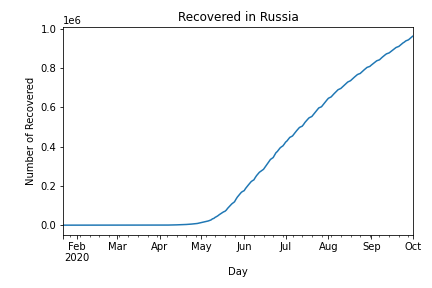 Recovered in Russia
1e6
1.0
0.8
0.6
0.4
0.2
0.0
Number of Recovered
Feb Mar Apr May Jun Jul Aug Sep Oct
2020
Day